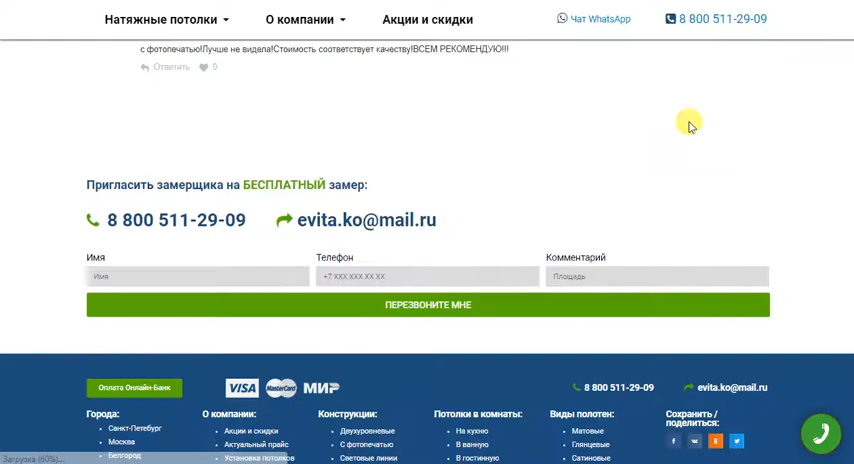 Натяжные потолки О компании Акции и скидки Чат WhatsApp 8 800 511-29-09
с фотопечатью!Лучше не видела!Стоимость соответствует качеству!ВСЕМ РЕКОМЕНДУЮ!!!
Ответить 0
Пригласить замерщика на БЕСПЛАТНЫЙ замер:
8 800 511-29-09 evita.ko@mail.ru
Имя Телефон Комментарий
Имя +7 XXX XXX XX XX Площадь
ПЕРЕЗВОНИТЕ МНЕ
Оплата Онлайн-Банк VISA MasterCard МИР 8 800 511-29-09 evita.ko@mail.ru
Города: О компании: Конструкции: Потолки в комнаты: Виды полотен: Сохранить /
поделиться:
Санкт-Петебург Акции и скидки Двухуровневые На кухню Матовые
Москва Актуальный прайс С фотопечатью В ванную Глянцевые
Белгород Установка потолков Световые линии В гостинную Сатиновые
Загрузка (60%)...